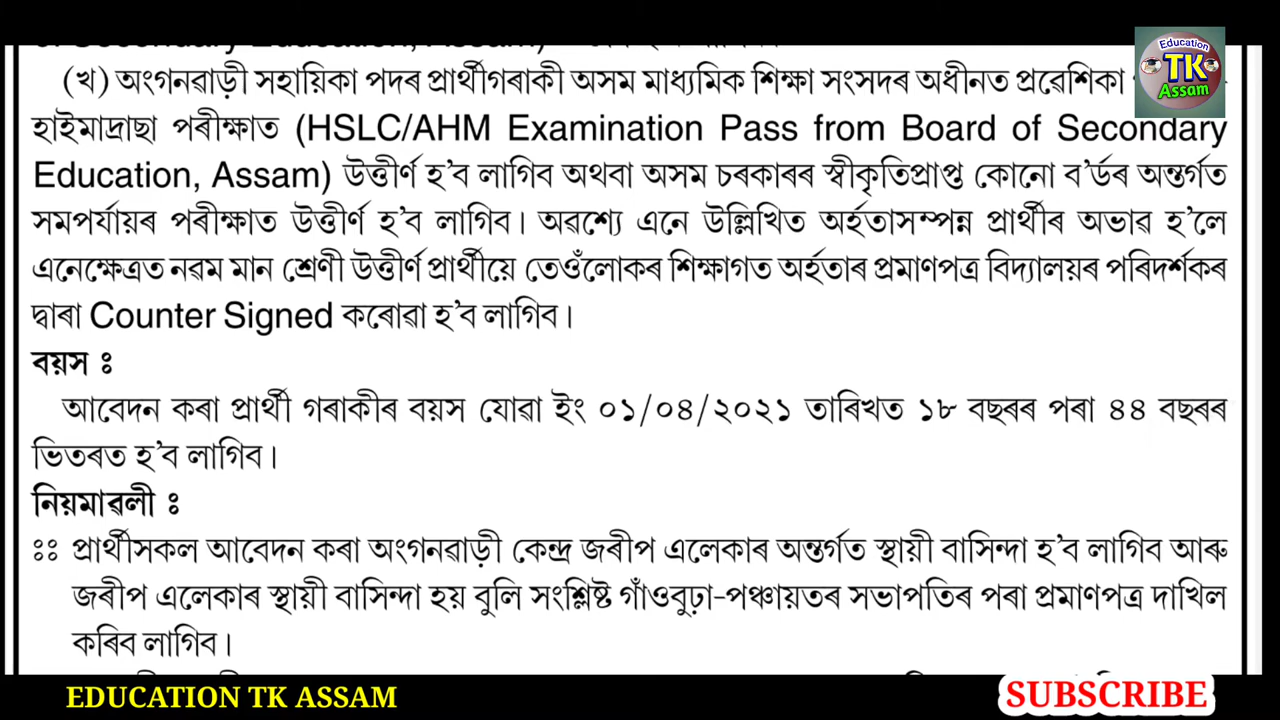 of Secondary Education, Assam)
(খ) অংগনৱাড়ী সহায়িকা পদৰ প্ৰাৰ্থীগৰাকী অসম মাধ্যমিক শিক্ষা সংসদৰ অধীনত প্ৰৱেশিকা
হাইমাদ্ৰাছা পৰীক্ষাত (HSLC/AHM Examination Pass from Board of Secondary
Education, Assam) উত্তীৰ্ণ হ'ব লাগিব অথবা অসম চৰকাৰৰ স্বীকৃতিপ্ৰাপ্ত কোনো ব'ৰ্ডৰ অন্তৰ্গত
সমপৰ্য্যায়ৰ পৰীক্ষাত উত্তীৰ্ণ হ'ব লাগিব। অৱশ্যে এনে উল্লিখিত অৰ্হতাসম্পন্ন প্ৰাৰ্থীৰ অভাৱ হ'লে
এনেক্ষেত্ৰত নৱম মান শ্ৰেণী উত্তীৰ্ণ প্ৰাৰ্থীয়ে তেওঁলোকৰ শিক্ষাগত অৰ্হতাৰ প্ৰমাণপত্ৰ বিদ্যালয়ৰ পৰিদৰ্শকৰ
দ্বাৰা Counter Signed কৰোৱা হ'ব লাগিব।
বয়স ঃ
আবেদন কৰা প্ৰাৰ্থী গৰাকীৰ বয়স যোৱা ইং ০১/০৪/২০২১ তাৰিখত ১৮ বছৰৰ পৰা ৪৪ বছৰৰ
ভিতৰত হ'ব লাগিব।
নিয়মাৱলী ঃ
ঃঃ প্ৰাৰ্থীসকল আবেদন কৰা অংগনৱাড়ী কেন্দ্ৰ জৰীপ এলেকাৰ অন্তৰ্গত স্থায়ী বাসিন্দা হ'ব লাগিব আৰু
জৰীপ এলেকাৰ স্থায়ী বাসিন্দা হয় বুলি সংশ্লিষ্ট গাঁওবুঢ়া-পঞ্চায়তৰ সভাপতিৰ পৰা প্ৰমাণপত্ৰ দাখিল
কৰিব লাগিব।
Education
TK
Assam
EDUCATION TK ASSAM
SUBSCRIBE